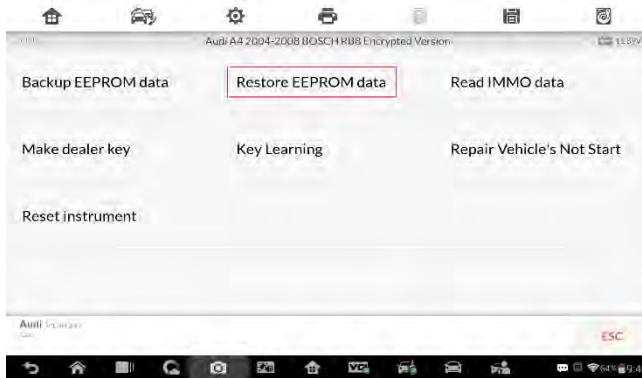 Audi A4 2004-2008 BOSCH RB8 Encrypted Version
Backup EEPROM data
Restore EEPROM data
Read IMMO data
Make dealer key
Key Learning
Repair Vehicle's Not Start
Reset instrument
Audi
ESC
64%